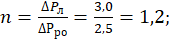 n = ΔPл/ΔPро = 3,0/2,5 = 1,2;